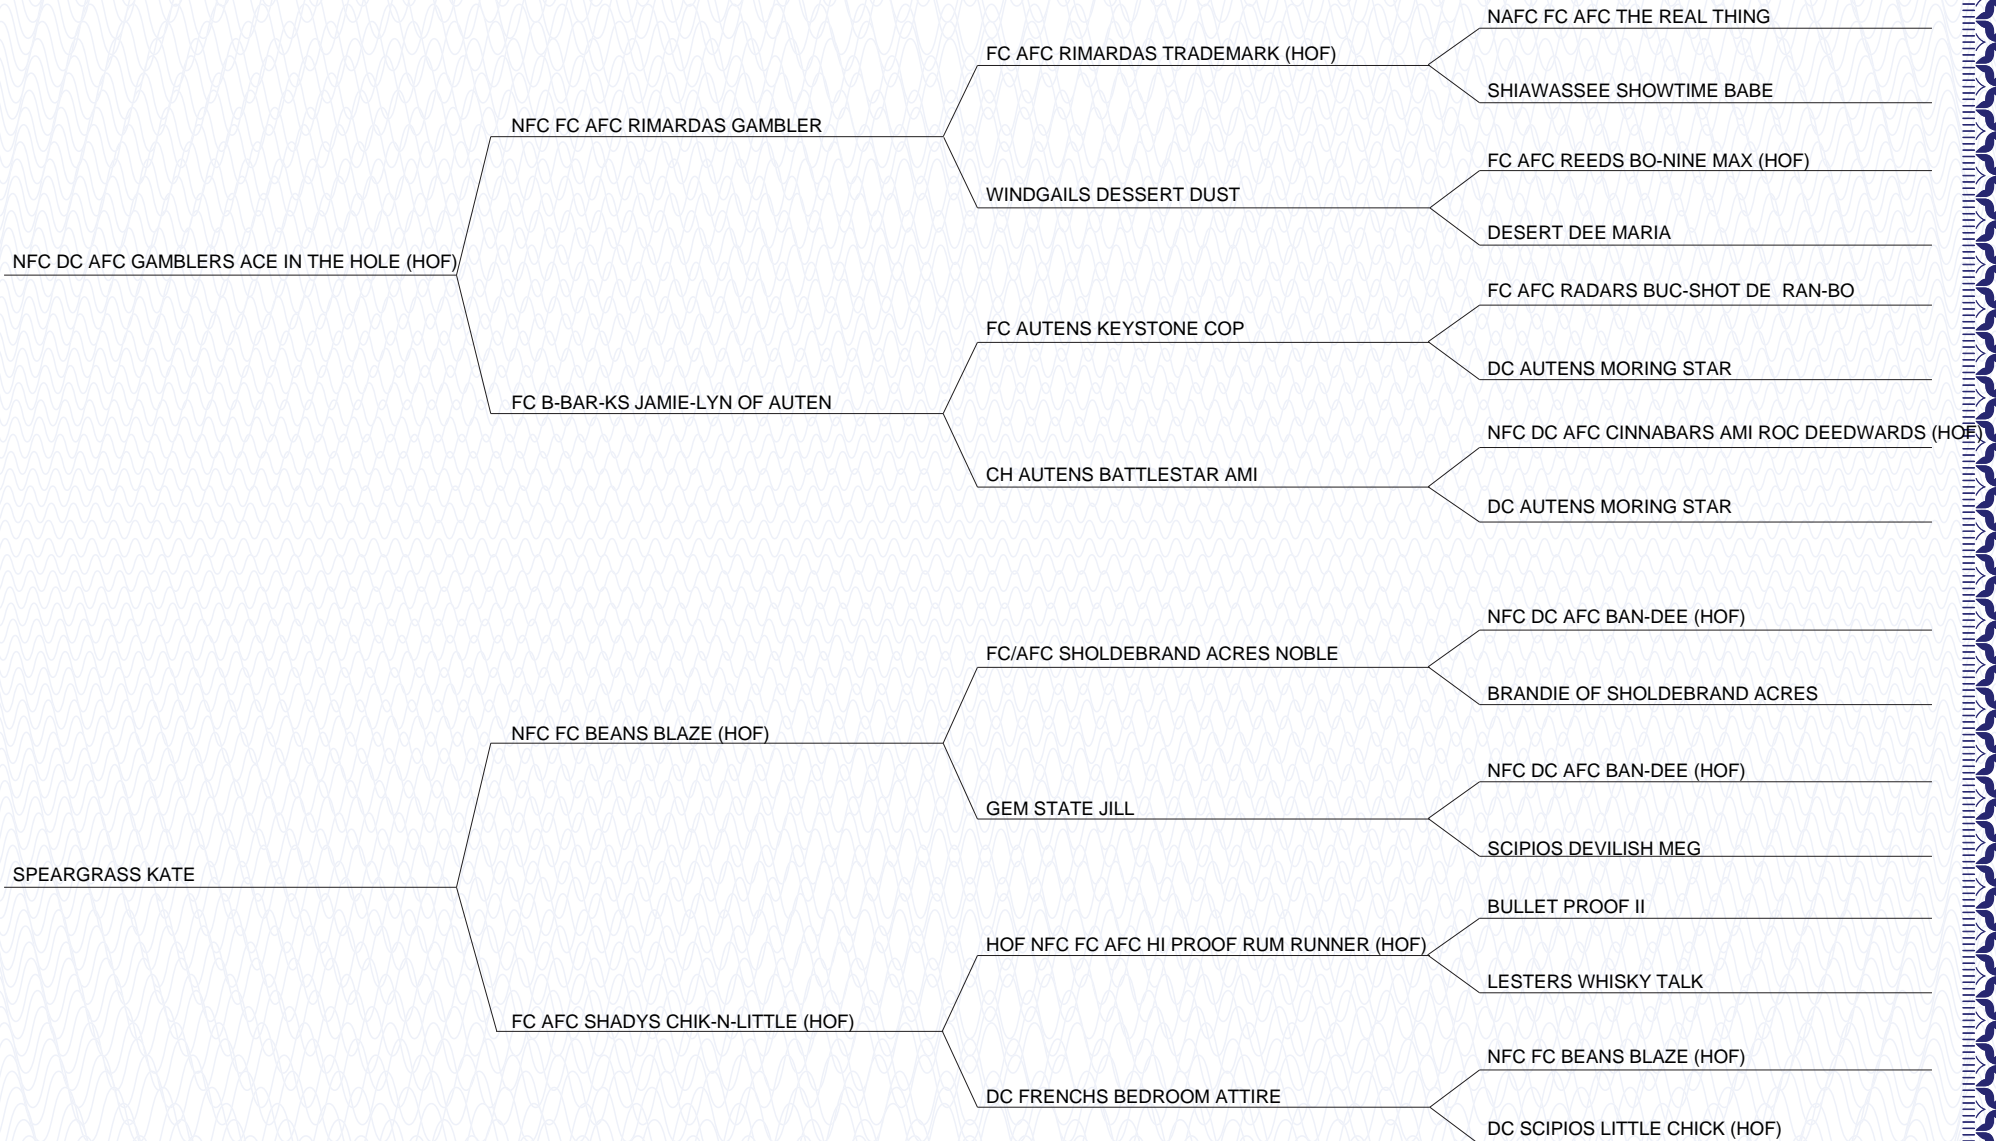 NAFC FC AFC THE REAL THING
FC AFC RIMARDAS TRADEMARK (HOF)
SHIAWASSEE SHOWTIME BABE
NFC FC AFC RIMARDAS GAMBLER
FC AFC REEDS BO-NINE MAX (HOF)
WINDGAILS DESSERT DUST
DESERT DEE MARIA
NFC DC AFC GAMBLERS ACE IN THE HOLE (HOF)
FC AFC RADARS BUC-SHOT DE  RAN-BO
FC AUTENS KEYSTONE COP
DC AUTENS MORING STAR
FC B-BAR-KS JAMIE-LYN OF AUTEN
NFC DC AFC CINNABARS AMI ROC DEEDWARDS (HOF)
CH AUTENS BATTLESTAR AMI
DC AUTENS MORING STAR
NFC DC AFC BAN-DEE (HOF)
FC/AFC SHOLDEBRAND ACRES NOBLE
BRANDIE OF SHOLDEBRAND ACRES
NFC FC BEANS BLAZE (HOF)
NFC DC AFC BAN-DEE (HOF)
GEM STATE JILL
SCIPIOS DEVILISH MEG
SPEARGRASS KATE
BULLET PROOF II
HOF NFC FC AFC HI PROOF RUM RUNNER (HOF)
LESTERS WHISKY TALK
FC AFC SHADYS CHIK-N-LITTLE (HOF)
NFC FC BEANS BLAZE (HOF)
DC FRENCHS BEDROOM ATTIRE
DC SCIPIOS LITTLE CHICK (HOF)